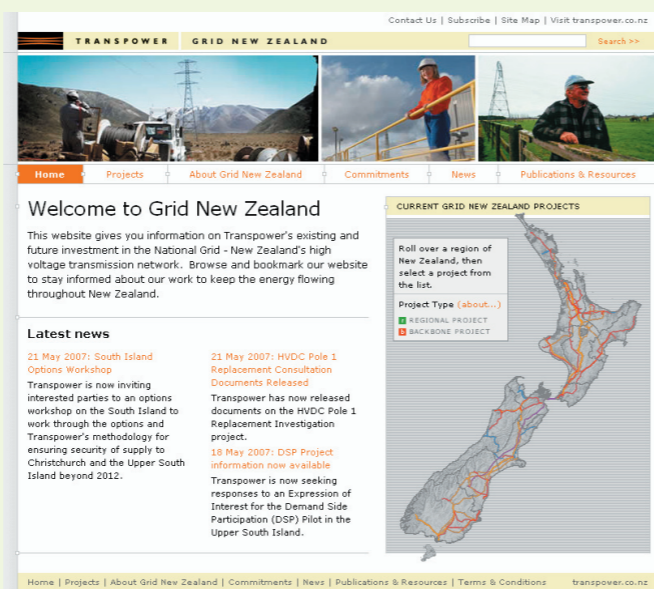 Contact Us | Subscribe | Site Map | Visit transpower.co.nz
TRANSPOWER GRID NEW ZEALAND
Search >>
Home Projects About Grid New Zealand Commitments News Publications & Resources
Welcome to Grid New Zealand
This website gives you information on Transpower's existing and
future investment in the National Grid - New Zealand's high
voltage transmission network. Browse and bookmark our website
to stay informed about our work to keep the energy flowing
throughout New Zealand.
Latest news
21 May 2007: South Island
Options Workshop
Transpower is now inviting
interested parties to an options
workshop on the South Island to
work through the options and
Transpower's methodology for
ensuring security of supply to
Christchurch and the Upper South
Island beyond 2012.
21 May 2007: HVDC Pole 1
Replacement Consultation
Documents Released
Transpower has now released
documents on the HVDC Pole 1
Replacement Investigation
project.
18 May 2007: DSP Project
information now available
Transpower is now seeking
responses to an Expression of
Interest for the Demand Side
Participation (DSP) Pilot in the
Upper South Island.
CURRENT GRID NEW ZEALAND PROJECTS
Roll over a region of
New Zealand, then
select a project from
the list.
Project Type (about...)
r REGIONAL PROJECT
b BACKBONE PROJECT
Home | Projects | About Grid New Zealand | Commitments | News | Publications & Resources | Terms & Conditions transpower.co.nz